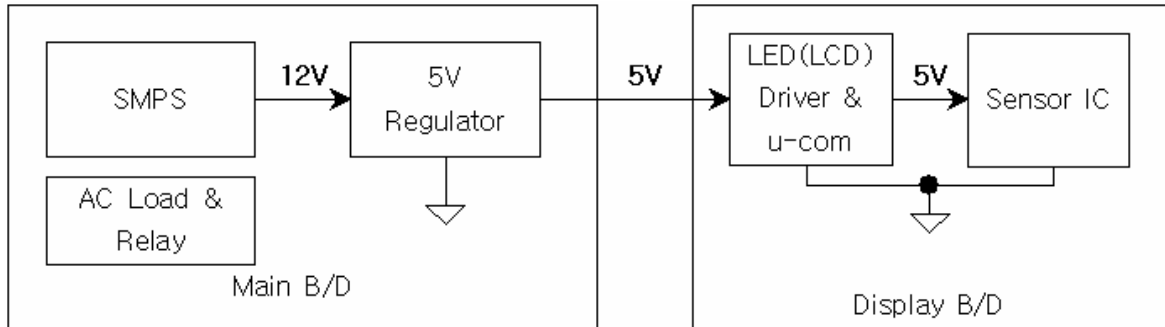 SMPS
12V
5V
Regulator
5V
LED(LCD)
Driver &
u-com
5V
Sensor IC
AC Load &
Relay
Main B/D
Display B/D